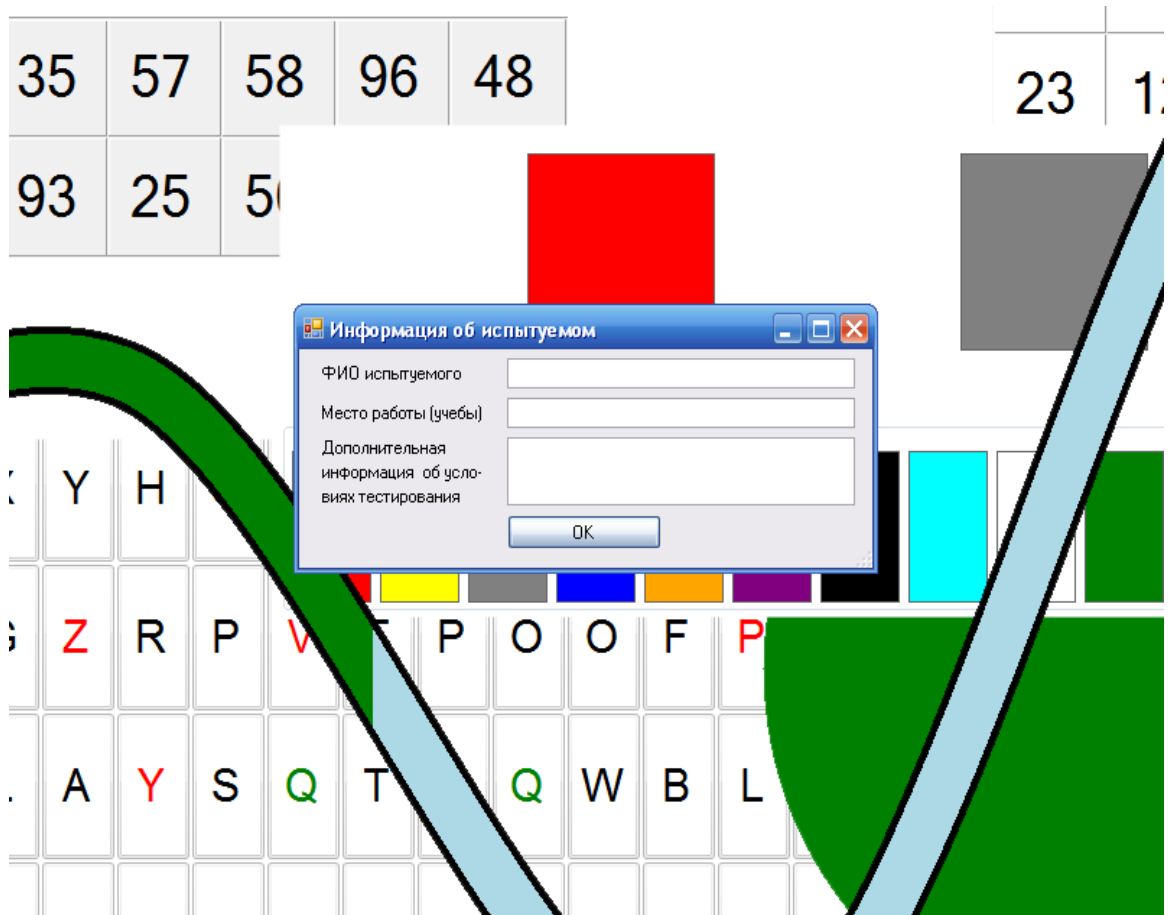 35 57 58 96 48
23
93 25
Информация об испытуемом
ФИО испытуемого
Место работы (учебы)
Дополнительная
информация об усло-
виях тестирования
OK
Y H
Z R P V P O O F P
A Y S Q T Q W B L